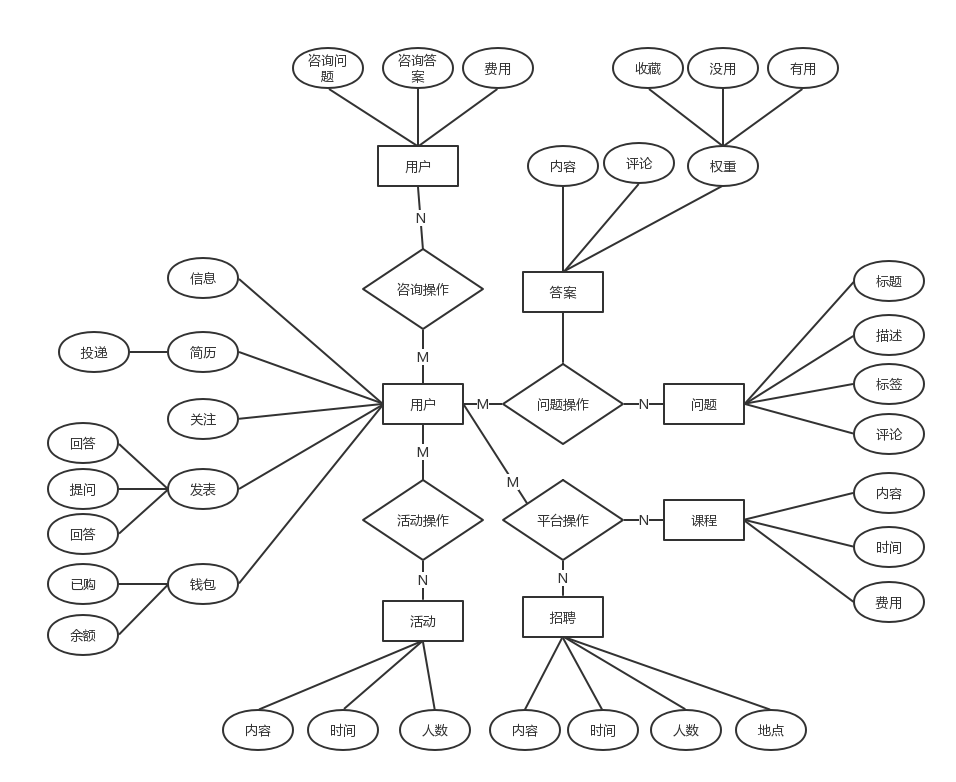 咨询问
题
咨询答
案
费用
收藏
没用
有用
用户
内容
评论
权重
N
信息
咨询操作
答案
标题
描述
投递
简历
M
用户
M
问题操作
N
问题
标签
关注
评论
回答
M
提问
发表
M
内容
回答
活动操作
平台操作
N
课程
时间
已购
钱包
N
N
费用
余额
活动
招聘
内容
时间
人数
内容
时间
人数
地点